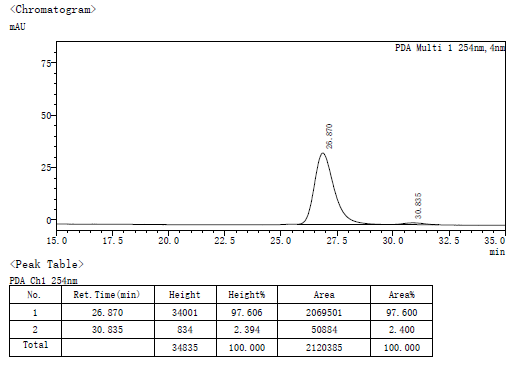 <Chromatogram>
mAU
PDA Multi 1 254nm,4nm
75
50
25
0
26.870
30.835
15.0 17.5 20.0 22.5 25.0 27.5 30.0 32.5 35.0
min
<Peak Table>
PDA Ch1 254nm
No. Ret.Time(min) Height Height% Area Area%
1 26.870 34001 97.606 2069501 97.600
2 30.835 834 2.394 50884 2.400
Total 34835 100.000 2120385 100.000